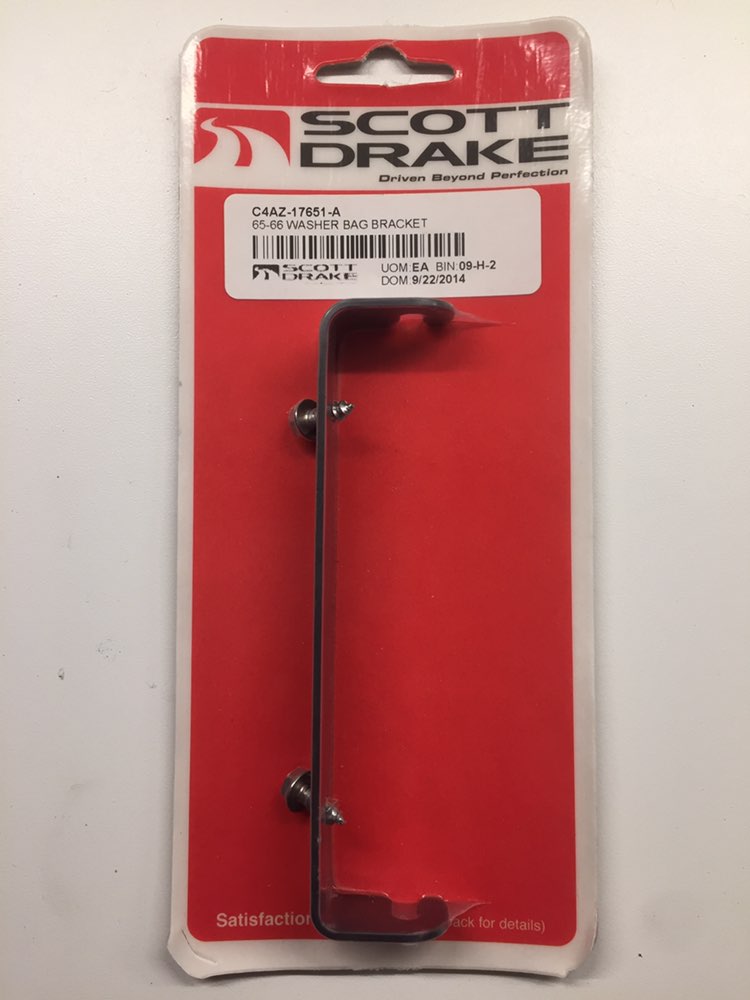 SCOTT
DRAKE
Driven Beyond Perfection
C4AZ-17651-A
65-66 WASHER BAG BRACKET
SCOTT
DRAKE
UOM:EA BIN:09-H-2
DOM:9/22/2014
Satisfaction back for details)